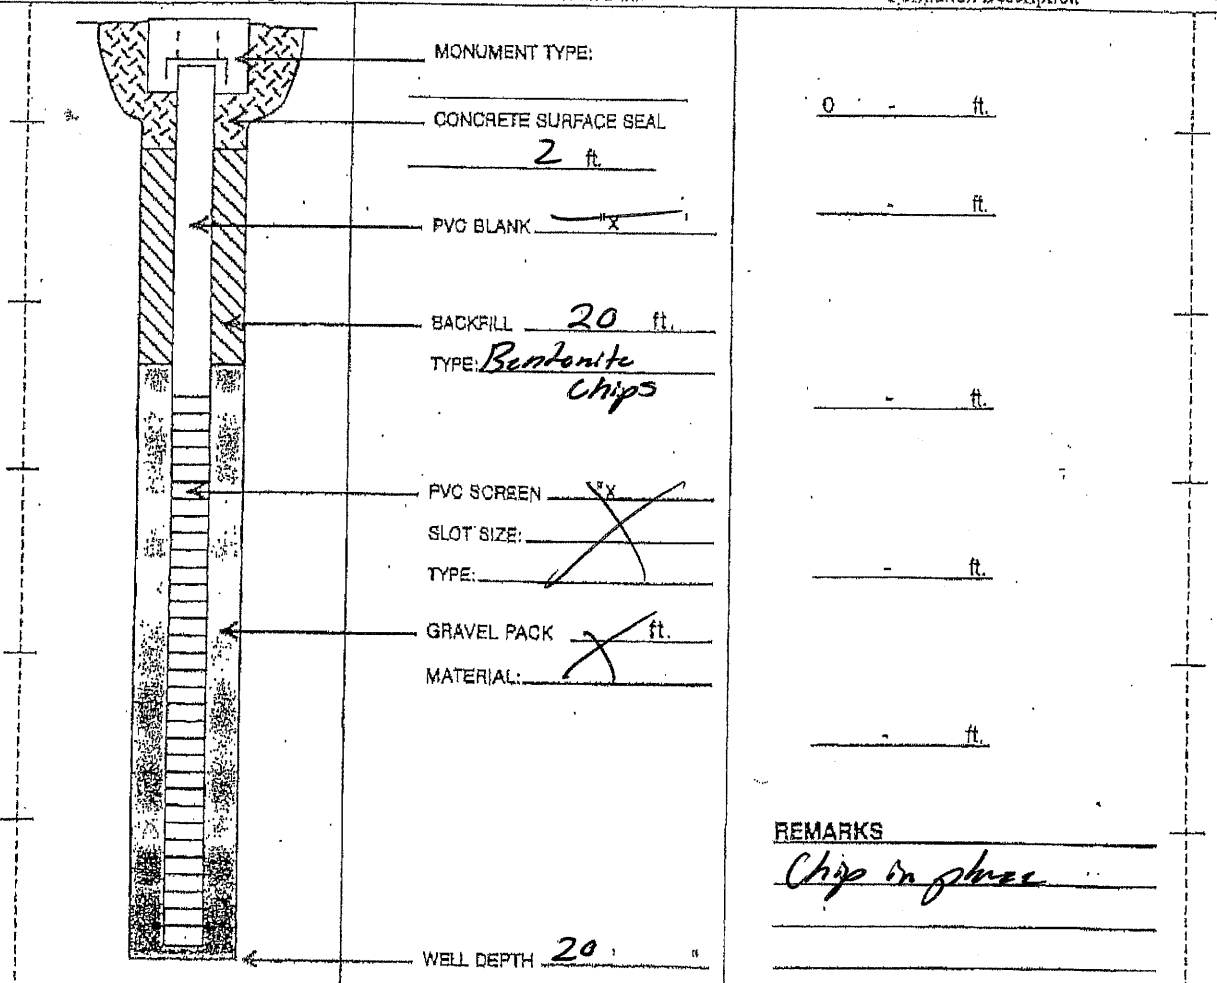 MONUMENT TYPE:
CONCRETE SURFACE SEAL
2 ft.
PVC BLANK " x '
BACKFILL 20 ft.
TYPE: Bentonite
Chips
PVC SCREEN " x
SLOT SIZE:
TYPE:
GRAVEL PACK ft.
MATERIAL:
WELL DEPTH 20 ' "
0 - ft.
- ft.
- ft.
- ft.
- ft.
REMARKS
Chip in place